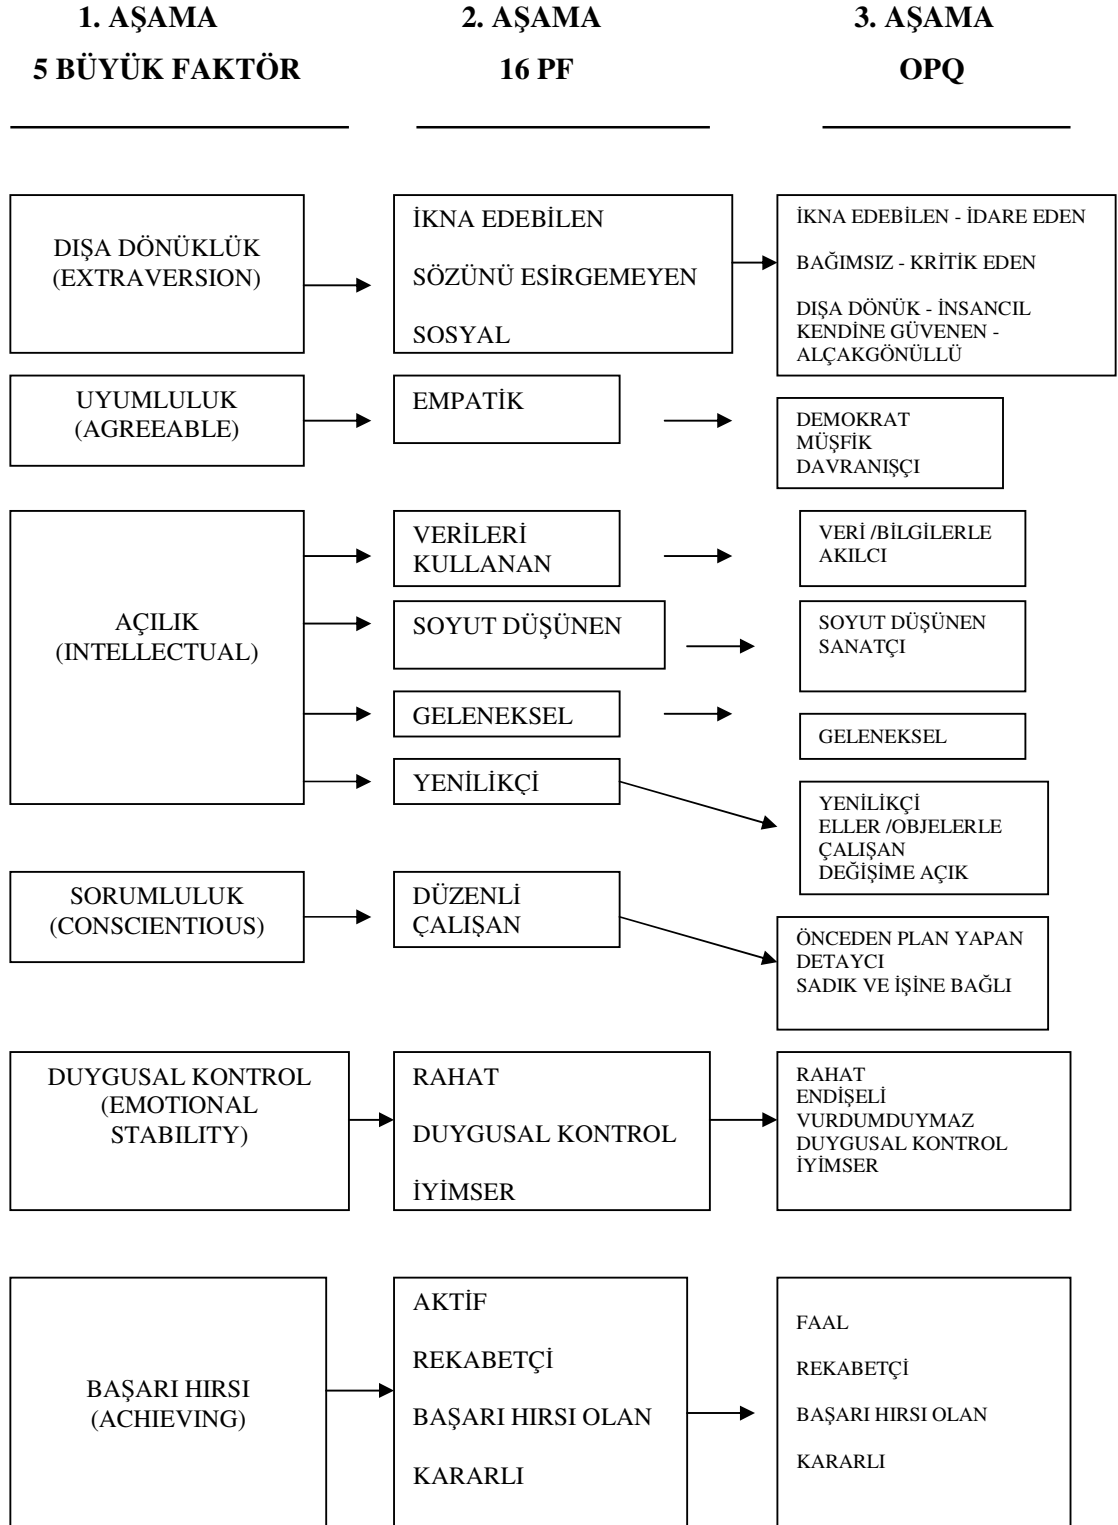 1. AŞAMA
2. AŞAMA
3. AŞAMA
5 BÜYÜK FAKTÖR
16 PF
OPQ
DIŞA DÖNÜKLÜK
(EXTRAVERSION)
İKNA EDEBİLEN
SÖZÜNÜ ESİRGEMEYEN
SOSYAL
İKNA EDEBİLEN - İDARE EDEN
BAĞIMSIZ - KRİTİK EDEN
DIŞA DÖNÜK - İNSANCIL
KENDİNE GÜVENEN -
ALÇAKGÖNÜLLÜ
UYUMLULUK
(AGREEABLE)
EMPATİK
DEMOKRAT
MÜŞFİK
DAVRANIŞÇI
AÇILIK
(INTELLECTUAL)
VERİLERİ
KULLANAN
VERİ /BİLGİLERLE
AKILCI
SOYUT DÜŞÜNEN
SOYUT DÜŞÜNEN
SANATÇI
GELENEKSEL
GELENEKSEL
YENİLİKÇİ
YENİLİKÇİ
ELLER /OBJELERLE
ÇALIŞAN
DEĞİŞİME AÇIK
SORUMLULUK
(CONSCIENTIOUS)
DÜZENLİ
ÇALIŞAN
ÖNCEDEN PLAN YAPAN
DETAYCI
SADIK VE İŞİNE BAĞLI
DUYGUSAL KONTROL
(EMOTIONAL
STABILITY)
RAHAT
DUYGUSAL KONTROL
İYİMSER
RAHAT
ENDİŞELİ
VURDUMDUYMAZ
DUYGUSAL KONTROL
İYİMSER
BAŞARI HIRSI
(ACHIEVING)
AKTİF
REKABETÇİ
BAŞARI HIRSI OLAN
KARARLI
FAAL
REKABETÇİ
BAŞARI HIRSI OLAN
KARARLI